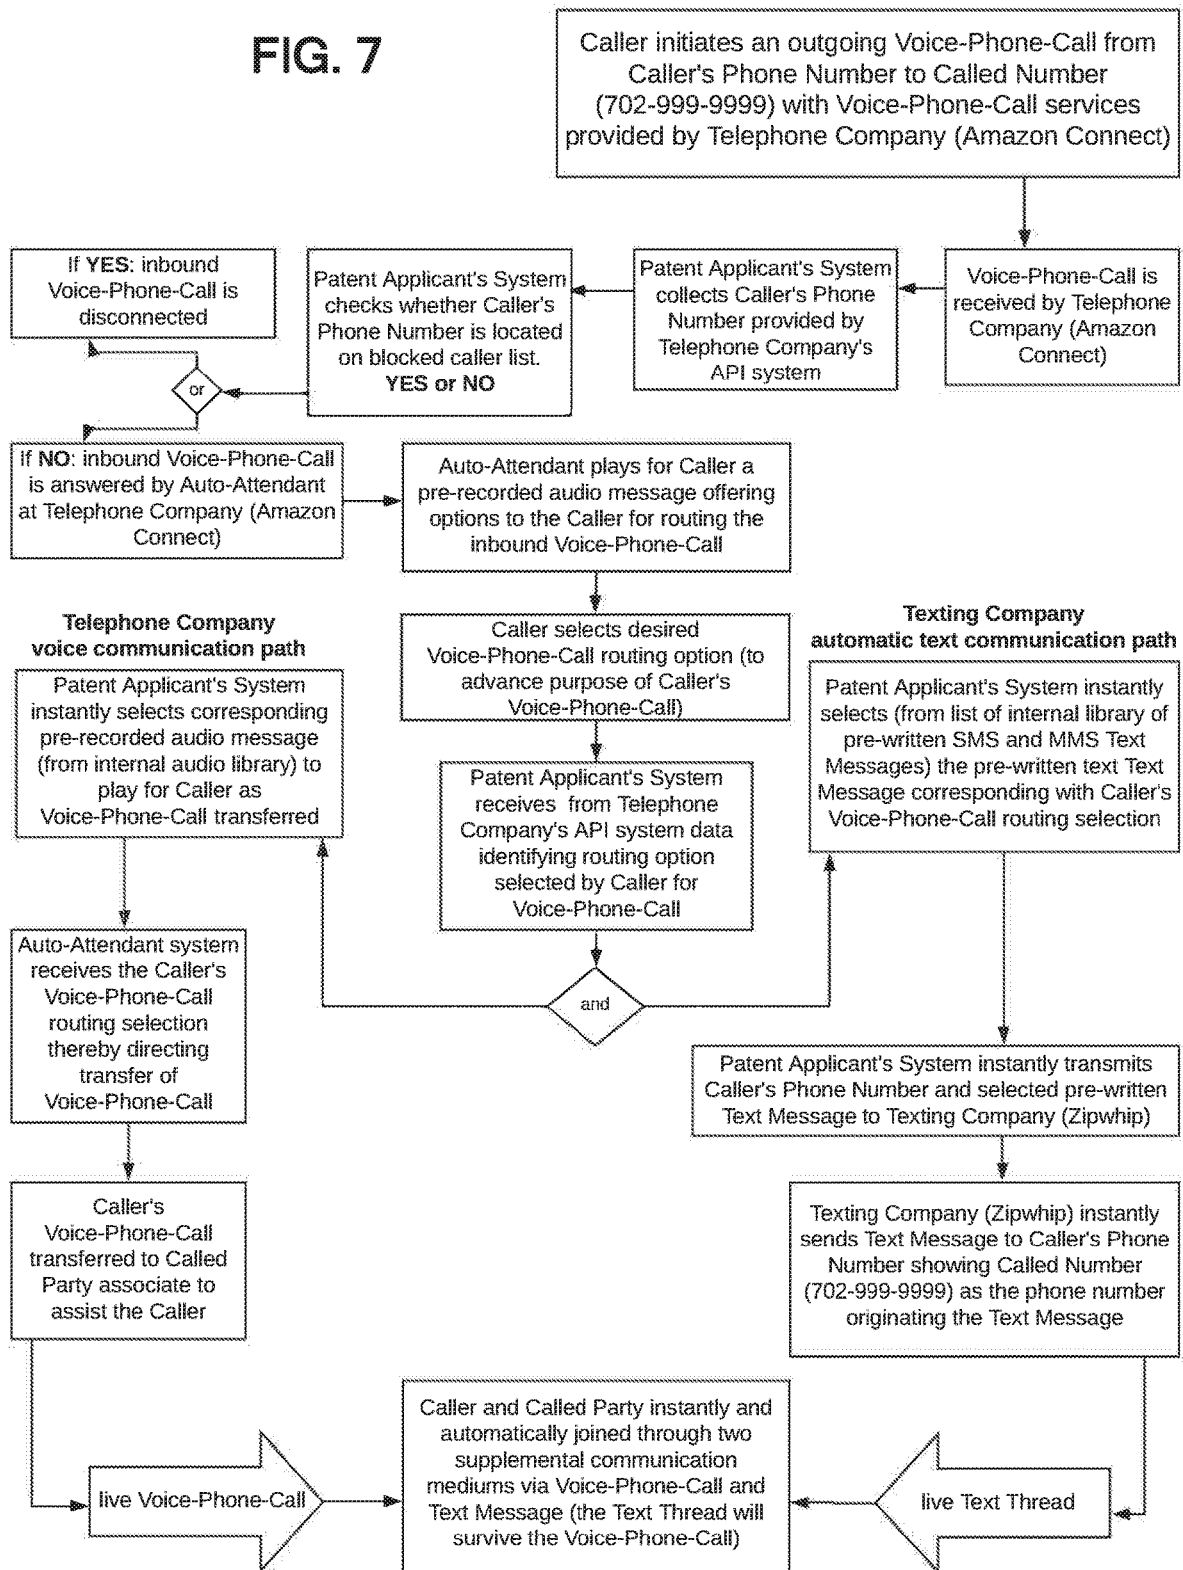 FIG. 7
Caller initiates an outgoing Voice-Phone-Call from
Caller's Phone Number to Called Number
(702-999-9999) with Voice-Phone-Call services
provided by Telephone Company (Amazon Connect)
Voice-Phone-Call is
received by Telephone
Company (Amazon
Connect)
Patent Applicant's System
collects Caller's Phone
Number provided by
Telephone Company's
API system
Patent Applicant's System
checks whether Caller's
Phone Number is located
on blocked caller list.
YES or NO
or
If YES: inbound
Voice-Phone-Call is
disconnected
If NO: inbound Voice-Phone-Call
is answered by Auto-Attendant
at Telephone Company (Amazon
Connect)
Auto-Attendant plays for Caller a
pre-recorded audio message offering
options to the Caller for routing the
inbound Voice-Phone-Call
Caller selects desired
Voice-Phone-Call routing option (to
advance purpose of Caller's
Voice-Phone-Call)
Patent Applicant's System
receives from Telephone
Company's API system data
identifying routing option
selected by Caller for
Voice-Phone-Call
and
Telephone Company
voice communication path
Patent Applicant's System
instantly selects corresponding
pre-recorded audio message
(from internal audio library) to
play for Caller as
Voice-Phone-Call transferred
Auto-Attendant system
receives the Caller's
Voice-Phone-Call
routing selection
thereby directing
transfer of
Voice-Phone-Call
Caller's
Voice-Phone-Call
transferred to Called
Party associate to
assist the Caller
live Voice-Phone-Call
Texting Company
automatic text communication path
Patent Applicant's System instantly
selects (from list of internal library of
pre-written SMS and MMS Text
Messages) the pre-written text Text
Message corresponding with Caller's
Voice-Phone-Call routing selection
Patent Applicant's System instantly transmits
Caller's Phone Number and selected pre-written
Text Message to Texting Company (Zipwhip)
Texting Company (Zipwhip) instantly
sends Text Message to Caller's Phone
Number showing Called Number
(702-999-9999) as the phone number
originating the Text Message
live Text Thread
Caller and Called Party instantly and
automatically joined through two
supplemental communication
mediums via Voice-Phone-Call and
Text Message (the Text Thread will
survive the Voice-Phone-Call)